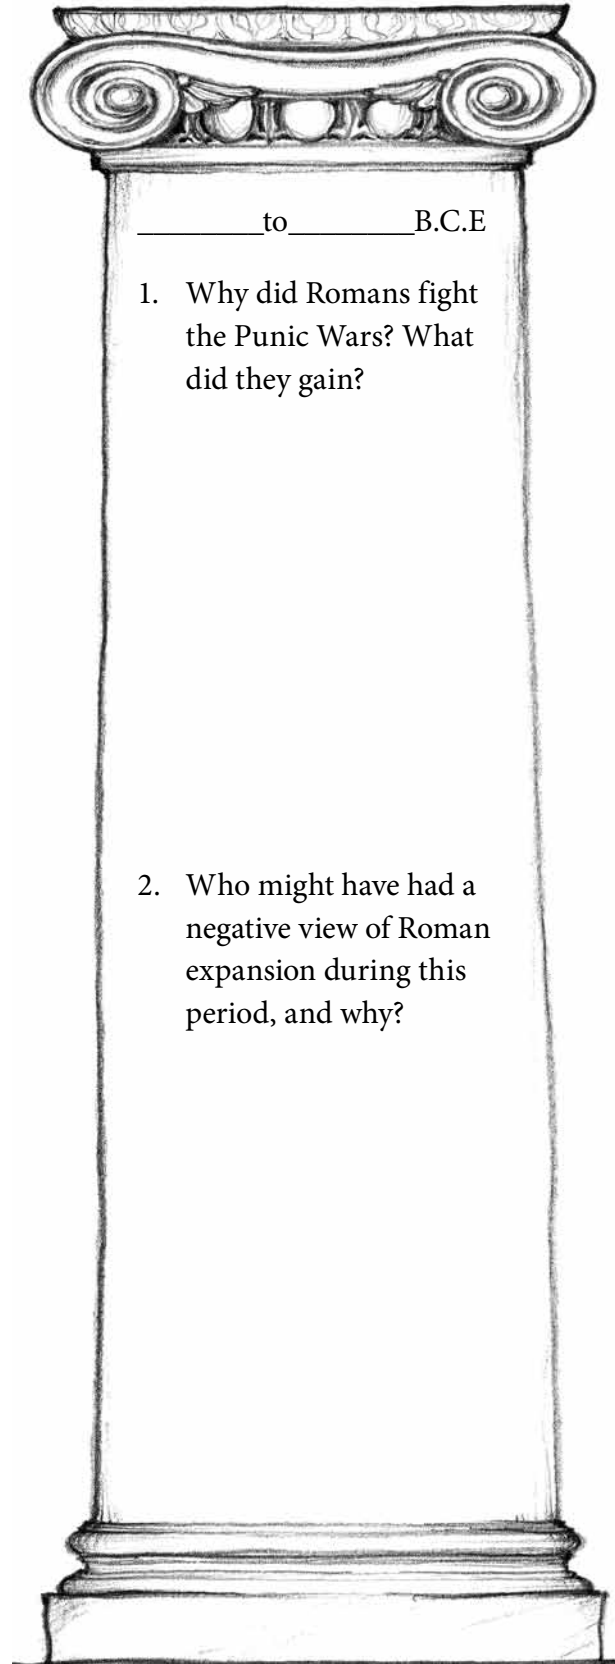 ________to________B.C.E
1. Why did Romans fight
the Punic Wars? What
did they gain?
2. Who might have had a
negative view of Roman
expansion during this
period, and why?